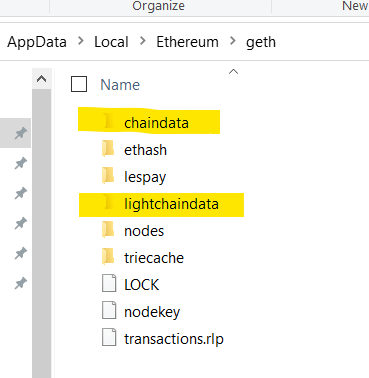 Organize New
AppData > Local > Ethereum > geth
Name
chaindata
ethash
lespay
lightchaindata
nodes
triecache
LOCK
nodekey
transactions.rlp